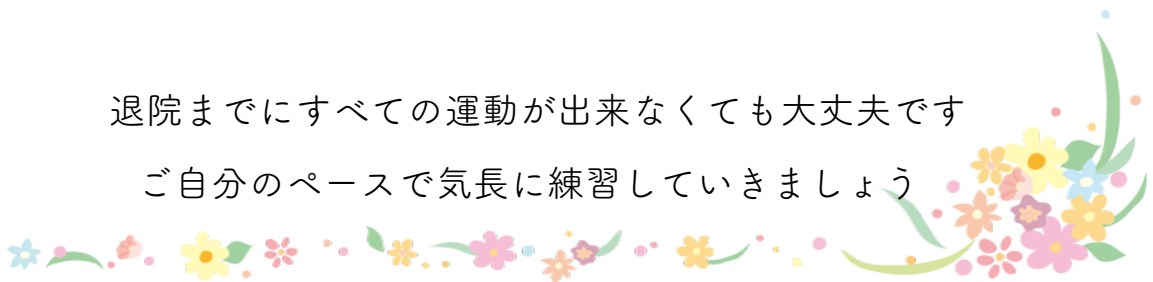 退院までにすべての運動が出来なくても大丈夫です
ご自分のペースで気長に練習していきましょう